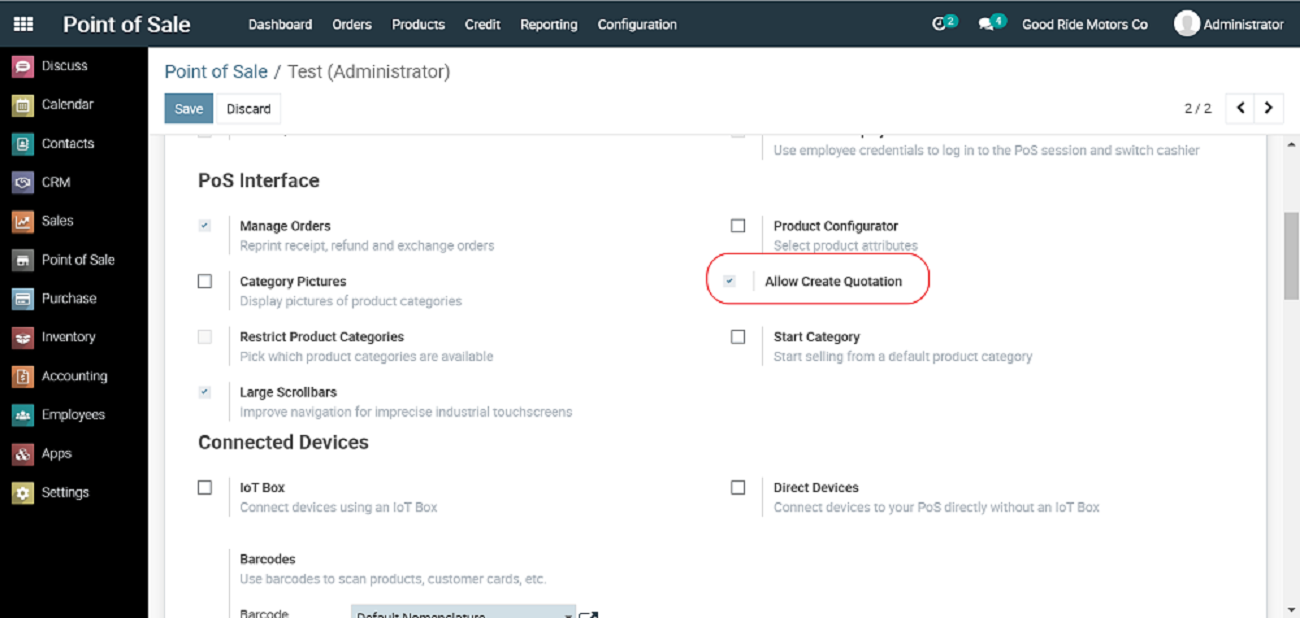 Point of Sale Dashboard Orders Products Credit Reporting Configuration 2 4 Good Ride Motors Co Administrator
Discuss
Calendar
Contacts
CRM
Sales
Point of Sale
Purchase
Inventory
Accounting
Employees
Apps
Settings
Point of Sale / Test (Administrator)
Save Discard 2 / 2
Use employee credentials to log in to the PoS session and switch cashier
PoS Interface
Manage Orders
Reprint receipt, refund and exchange orders
Product Configurator
Select product attributes
Category Pictures
Display pictures of product categories
Allow Create Quotation
Restrict Product Categories
Pick which product categories are available
Start Category
Start selling from a default product category
Large Scrollbars
Improve navigation for imprecise industrial touchscreens
Connected Devices
IoT Box
Connect devices using an IoT Box
Direct Devices
Connect devices to your PoS directly without an IoT Box
Barcodes
Use barcodes to scan products, customer cards, etc.
Barcode Default Nomenclature